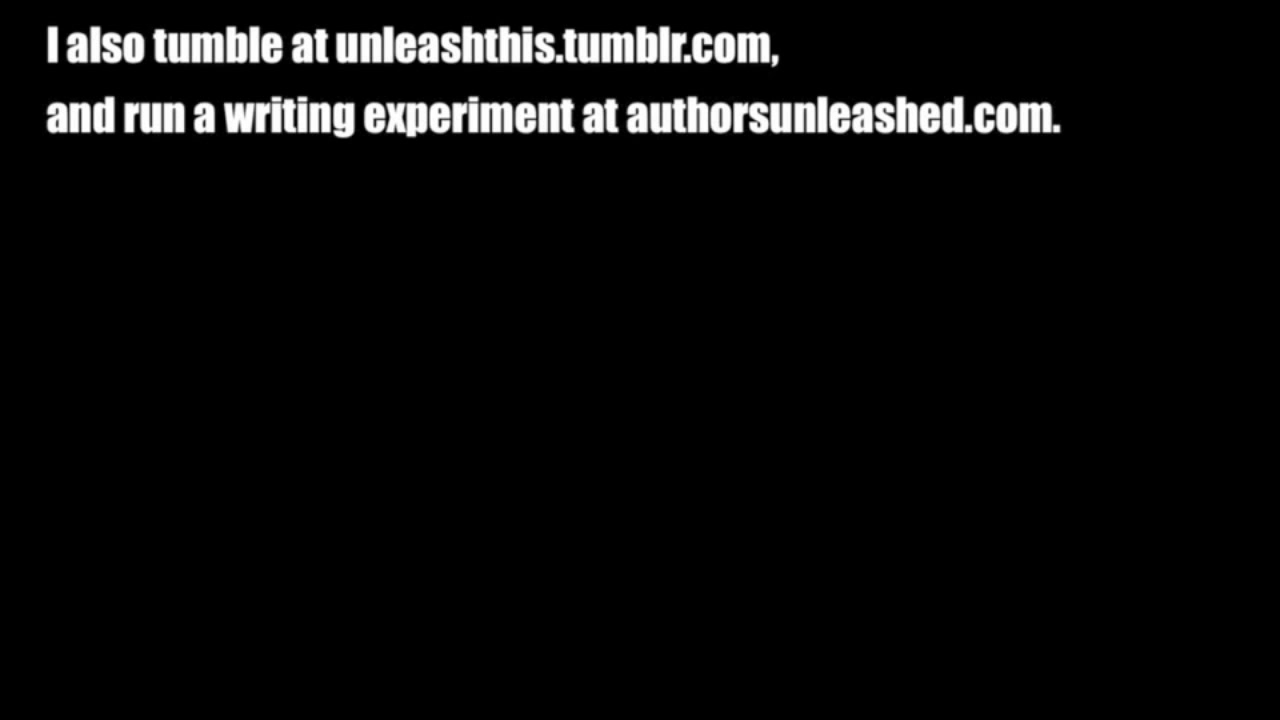 I also tumble at unleashthis.tumblr.com,
and run a writing experiment at authorsunleashed.com.